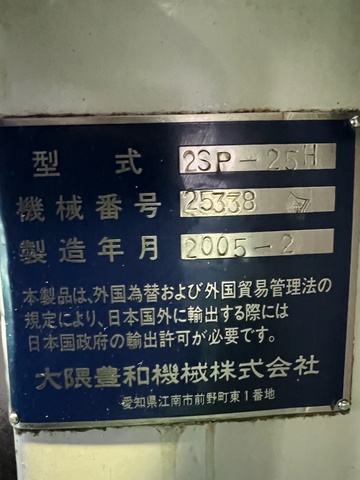 型式 2SP-25H
機械番号 25338
製造年月 2005-2
本製品は、外国為替および外国貿易管理法の
規定により、日本国外に輸出する際には
日本国政府の輸出許可が必要です。
大隈豊和機械株式会社
愛知県江南市前野町東1番地